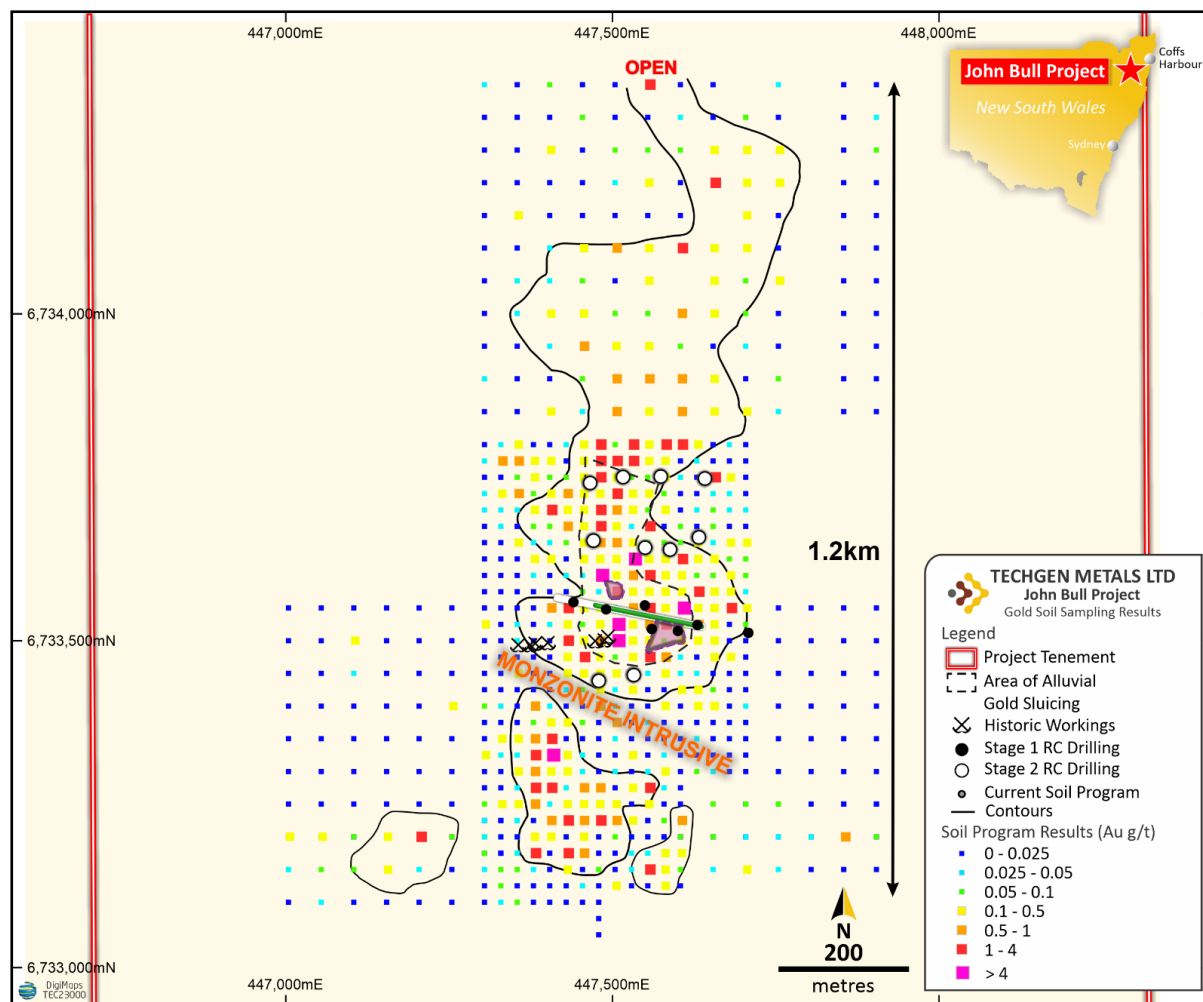 447,000mE
447,500mE
448,000mE
OPEN
John Bull Project
Coffs
Harbour
New South Wales
Sydney
6,734,000mN
1.2km
6,733,500mN
MONZONITE INTRUSIVE
6,733,000mN
TECHGEN METALS LTD
John Bull Project
Gold Soil Sampling Results
Legend
Project Tenement
Area of Alluvial
Gold Sluicing
Historic Workings
Stage 1 RC Drilling
Stage 2 RC Drilling
Current Soil Program
Contours
Soil Program Results (Au g/t)
0 - 0.025
0.025 - 0.05
0.05 - 0.1
0.1 - 0.5
0.5 - 1
1 - 4
> 4
N
200
metres
DigiMaps
TEC23000
447,000mE
447,500mE